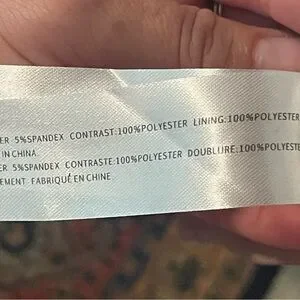 ER 5%SPANDEX CONTRAST:100%POLYESTER LINING:100%POLYESTER
IN CHINA.
ER 5%SPANDEX CONTRASTE:100%POLYESTER DOUBLURE:100%POLYESTE
EMENT FABRIQUÉ EN CHINE